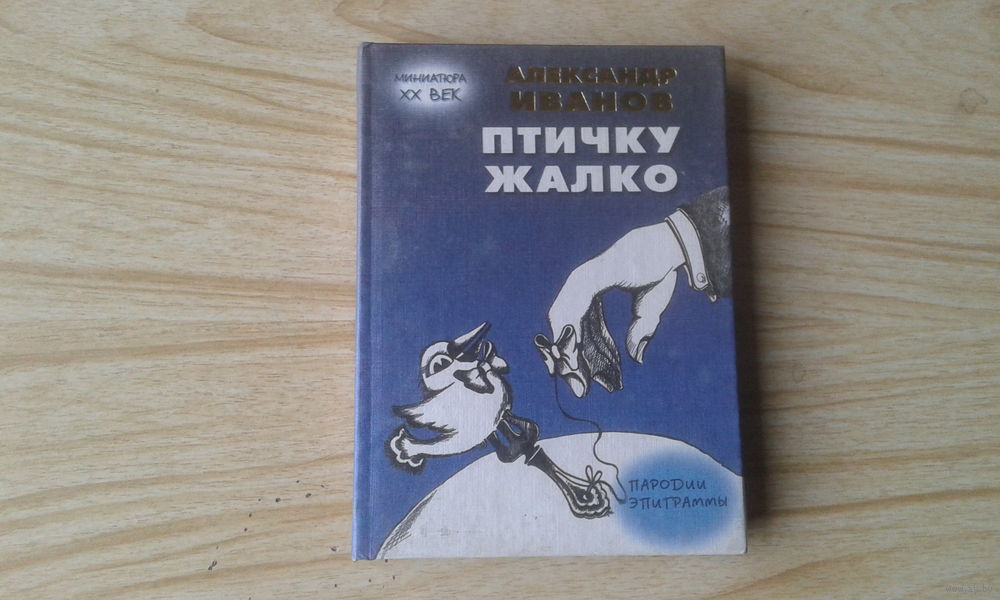 МИНИАТЮРА
XX ВЕК
АЛЕКСАНДР
ИВАНОВ
ПТИЧКУ
ЖАЛКО
ПАРОДИИ
ЭПИГРАММЫ